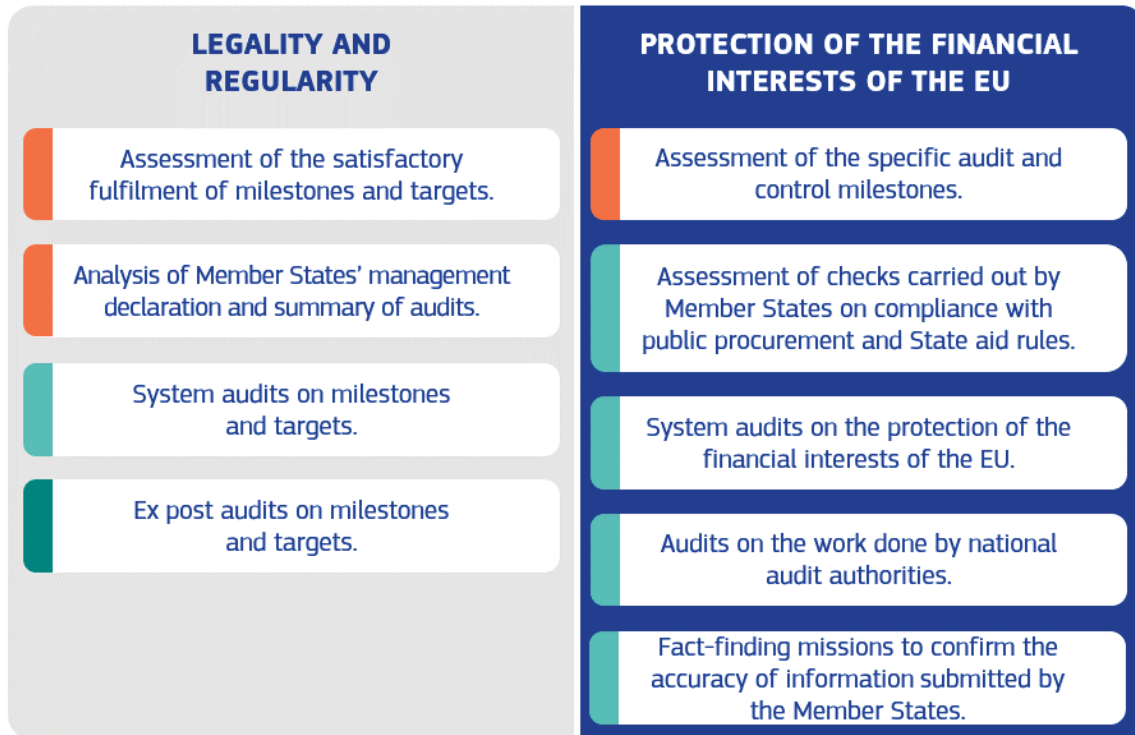 LEGALITY AND
REGULARITY
Assessment of the satisfactory
fulfilment of milestones and targets.
Analysis of Member States’ management
declaration and summary of audits.
System audits on milestones
and targets.
Ex post audits on milestones
and targets.
PROTECTION OF THE FINANCIAL
INTERESTS OF THE EU
Assessment of the specific audit and
control milestones.
Assessment of checks carried out by
Member States on compliance with
public procurement and State aid rules.
System audits on the protection of the
financial interests of the EU.
Audits on the work done by national
audit authorities.
Fact-finding missions to confirm the
accuracy of information submitted by
the Member States.